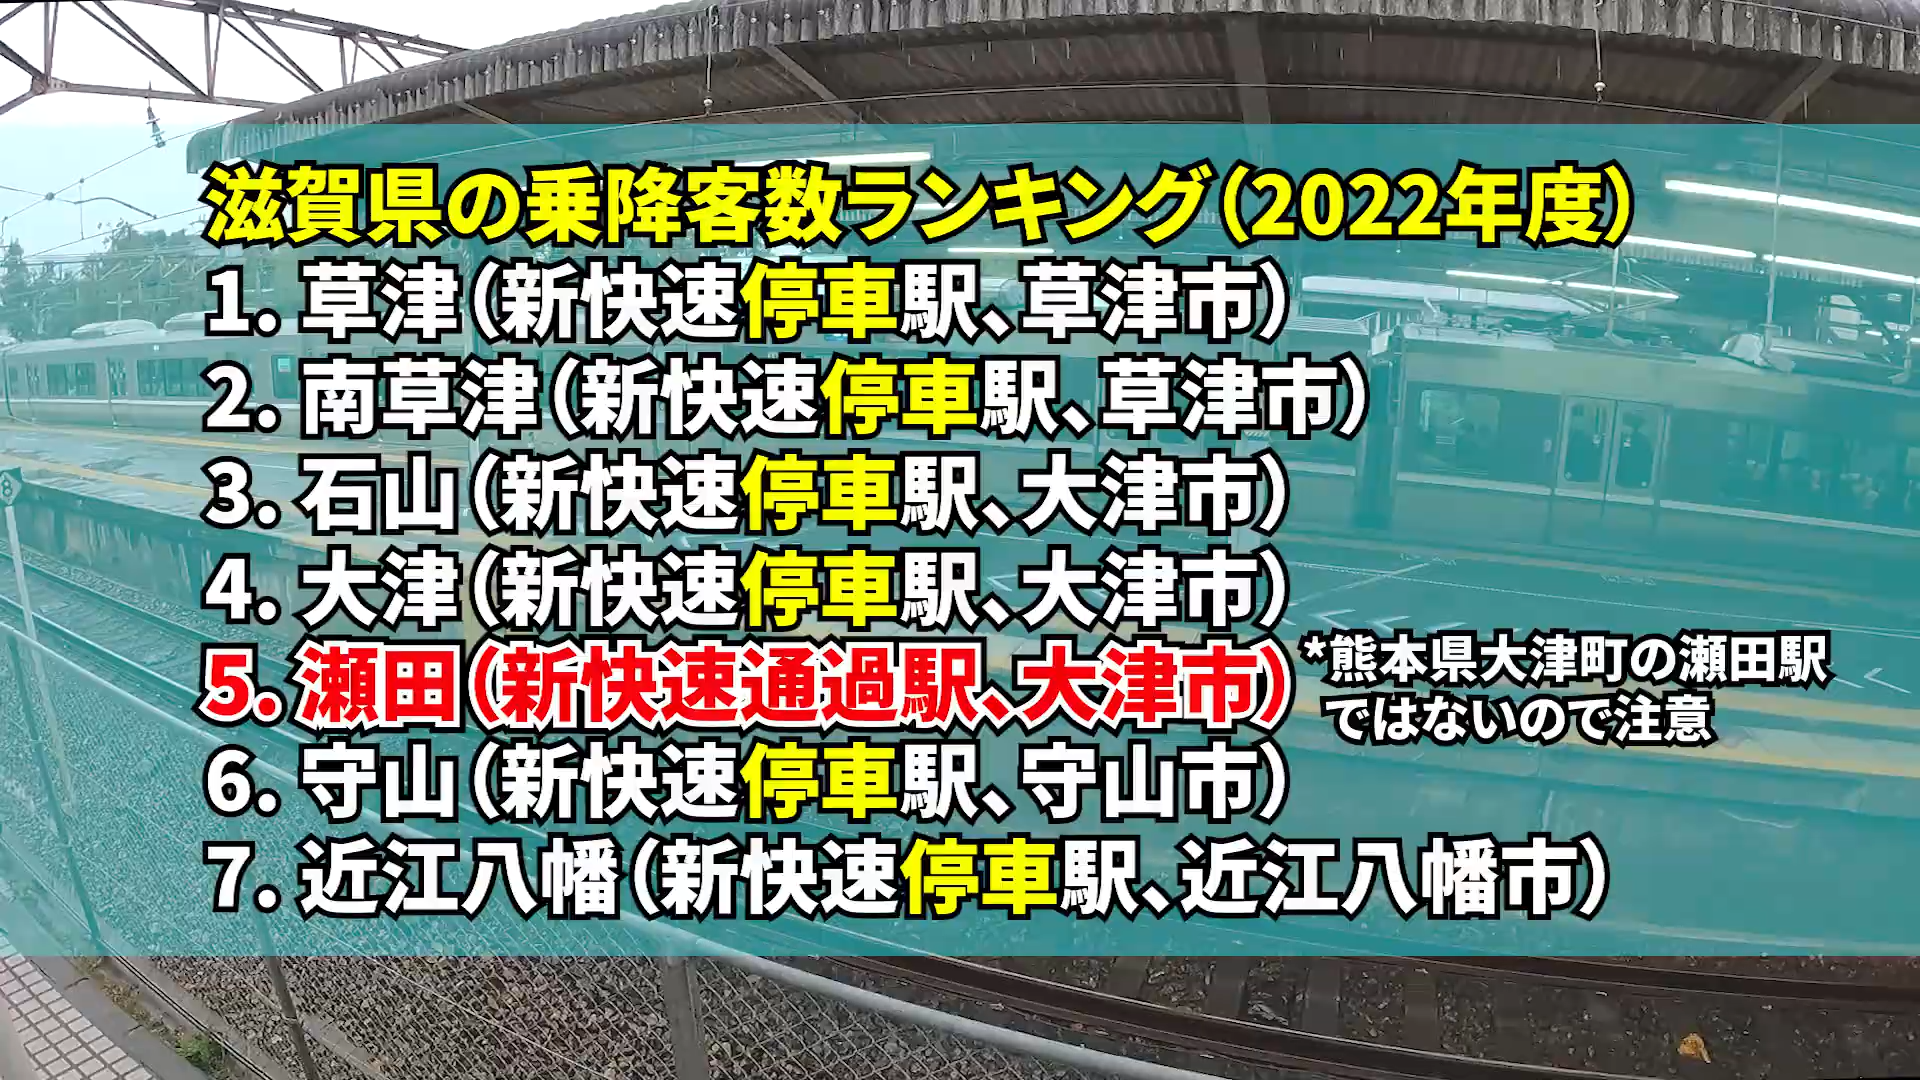 滋賀県の乗降客数ランキング（2022年度）
1. 草津（新快速停車駅、草津市）
2. 南草津（新快速停車駅、草津市）
3. 石山（新快速停車駅、大津市）
4. 大津（新快速停車駅、大津市）
5. 瀬田（新快速通過駅、大津市）
*熊本県大津町の瀬田駅
ではないので注意
6. 守山（新快速停車駅、守山市）
7. 近江八幡（新快速停車駅、近江八幡市）
8